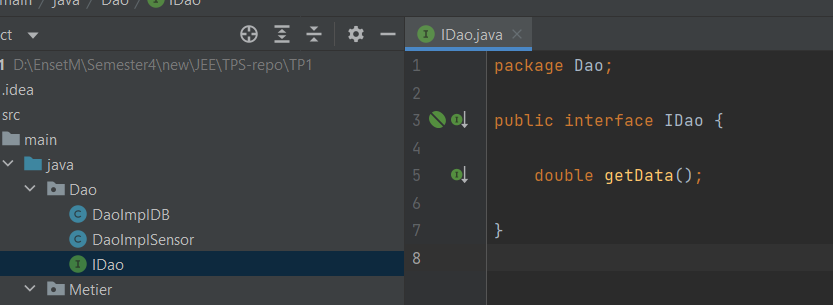 main / java / Dao / IDao
ct
IDao.java
1 D:\EnsetM\Semester4\new\JEE\TPS-repo\TP1
.idea
src
main
java
Dao
DaoImplDB
DaoImplSensor
IDao
Metier
1 package Dao;
2
3 public interface IDao {
4
5 double getData();
6
7 }
8